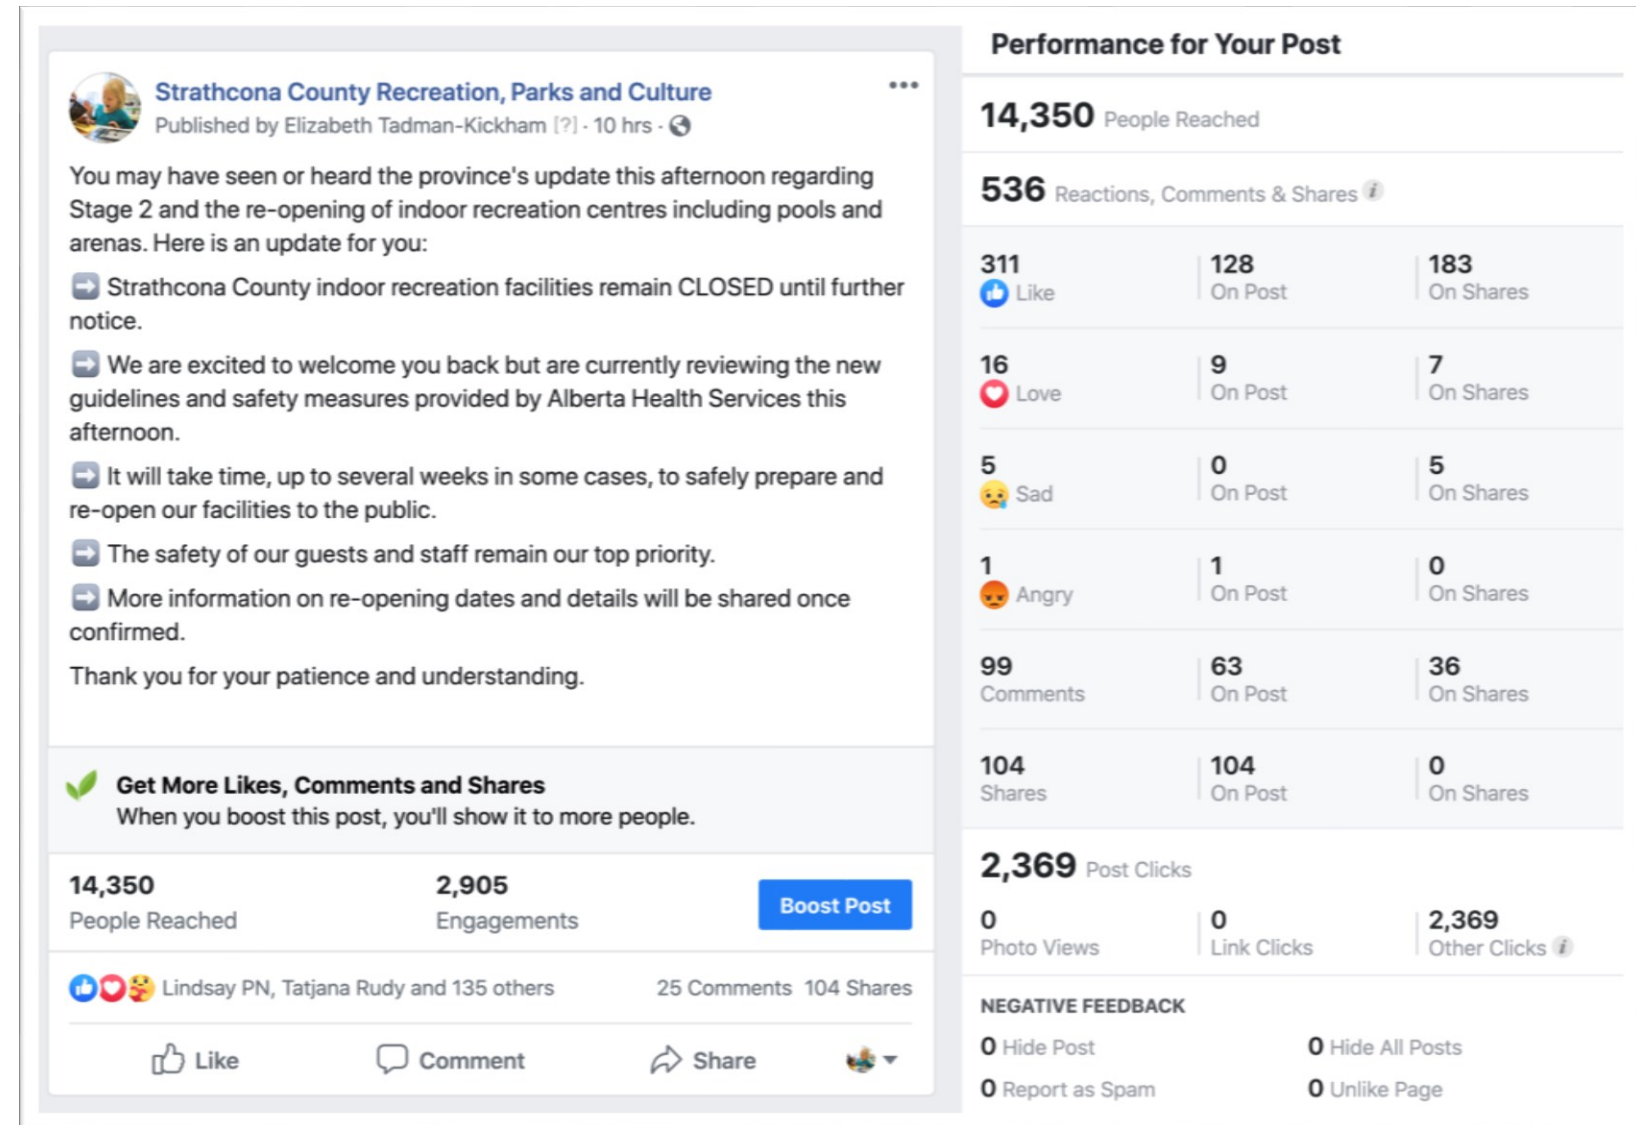 Strathcona County Recreation, Parks and Culture
Published by Elizabeth Tadman-Kickham [?] · 10 hrs ·
You may have seen or heard the province's update this afternoon regarding
Stage 2 and the re-opening of indoor recreation centres including pools and
arenas. Here is an update for you:
➡ Strathcona County indoor recreation facilities remain CLOSED until further
notice.
➡ We are excited to welcome you back but are currently reviewing the new
guidelines and safety measures provided by Alberta Health Services this
afternoon.
➡ It will take time, up to several weeks in some cases, to safely prepare and
re-open our facilities to the public.
➡ The safety of our guests and staff remain our top priority.
➡ More information on re-opening dates and details will be shared once
confirmed.
Thank you for your patience and understanding.
Get More Likes, Comments and Shares
When you boost this post, you'll show it to more people.
14,350 2,905
People Reached Engagements
Boost Post
Lindsay PN, Tatjana Rudy and 135 others 25 Comments 104 Shares
Like Comment Share
Performance for Your Post
14,350 People Reached
536 Reactions, Comments & Shares i
311 128 183
Like On Post On Shares
16 9 7
Love On Post On Shares
5 0 5
Sad On Post On Shares
1 1 0
Angry On Post On Shares
99 63 36
Comments On Post On Shares
104 104 0
Shares On Post On Shares
2,369 Post Clicks
0 0 2,369
Photo Views Link Clicks Other Clicks i
NEGATIVE FEEDBACK
0 Hide Post 0 Hide All Posts
0 Report as Spam 0 Unlike Page